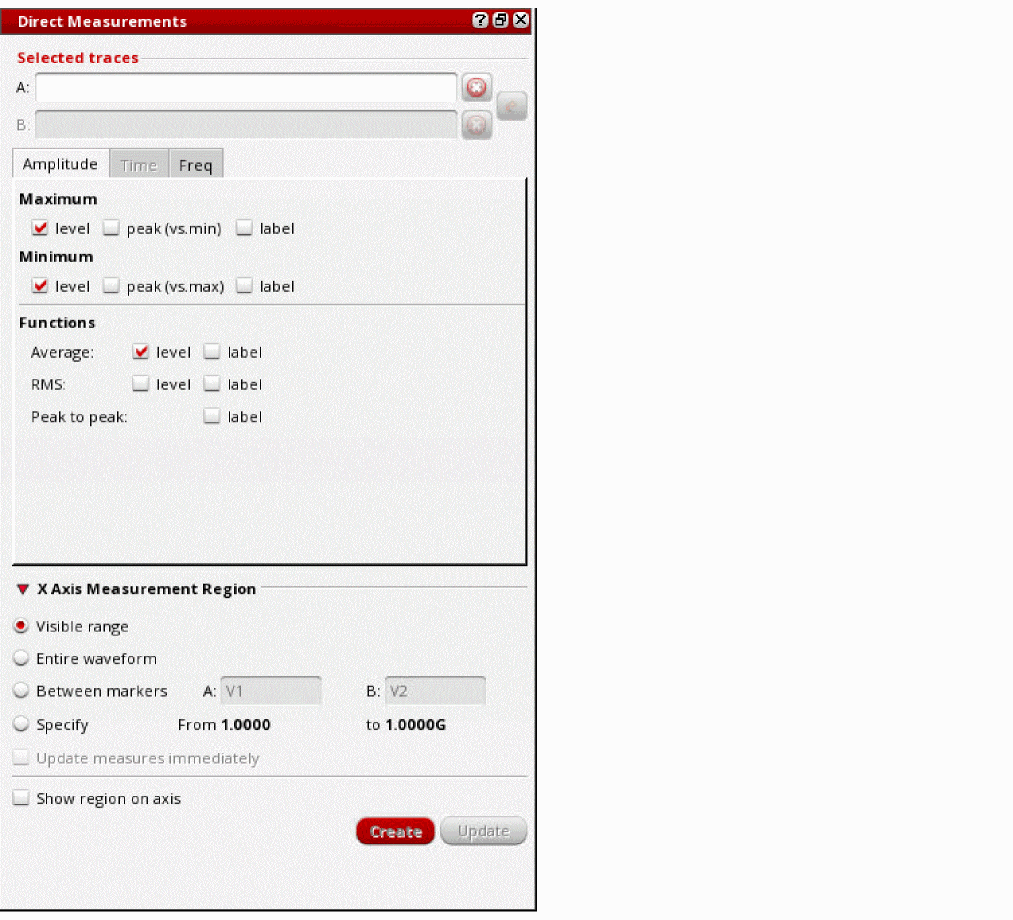 Direct Measurements
Selected traces
A:
B:
Amplitude Time Freq
Maximum
level peak (vs.min) label
Minimum
level peak (vs.max) label
Functions
Average: level label
RMS: level label
Peak to peak: label
X Axis Measurement Region
Visible range
Entire waveform
Between markers A: V1 B: V2
Specify From 1.0000 to 1.0000G
Update measures immediately
Show region on axis
Create Update